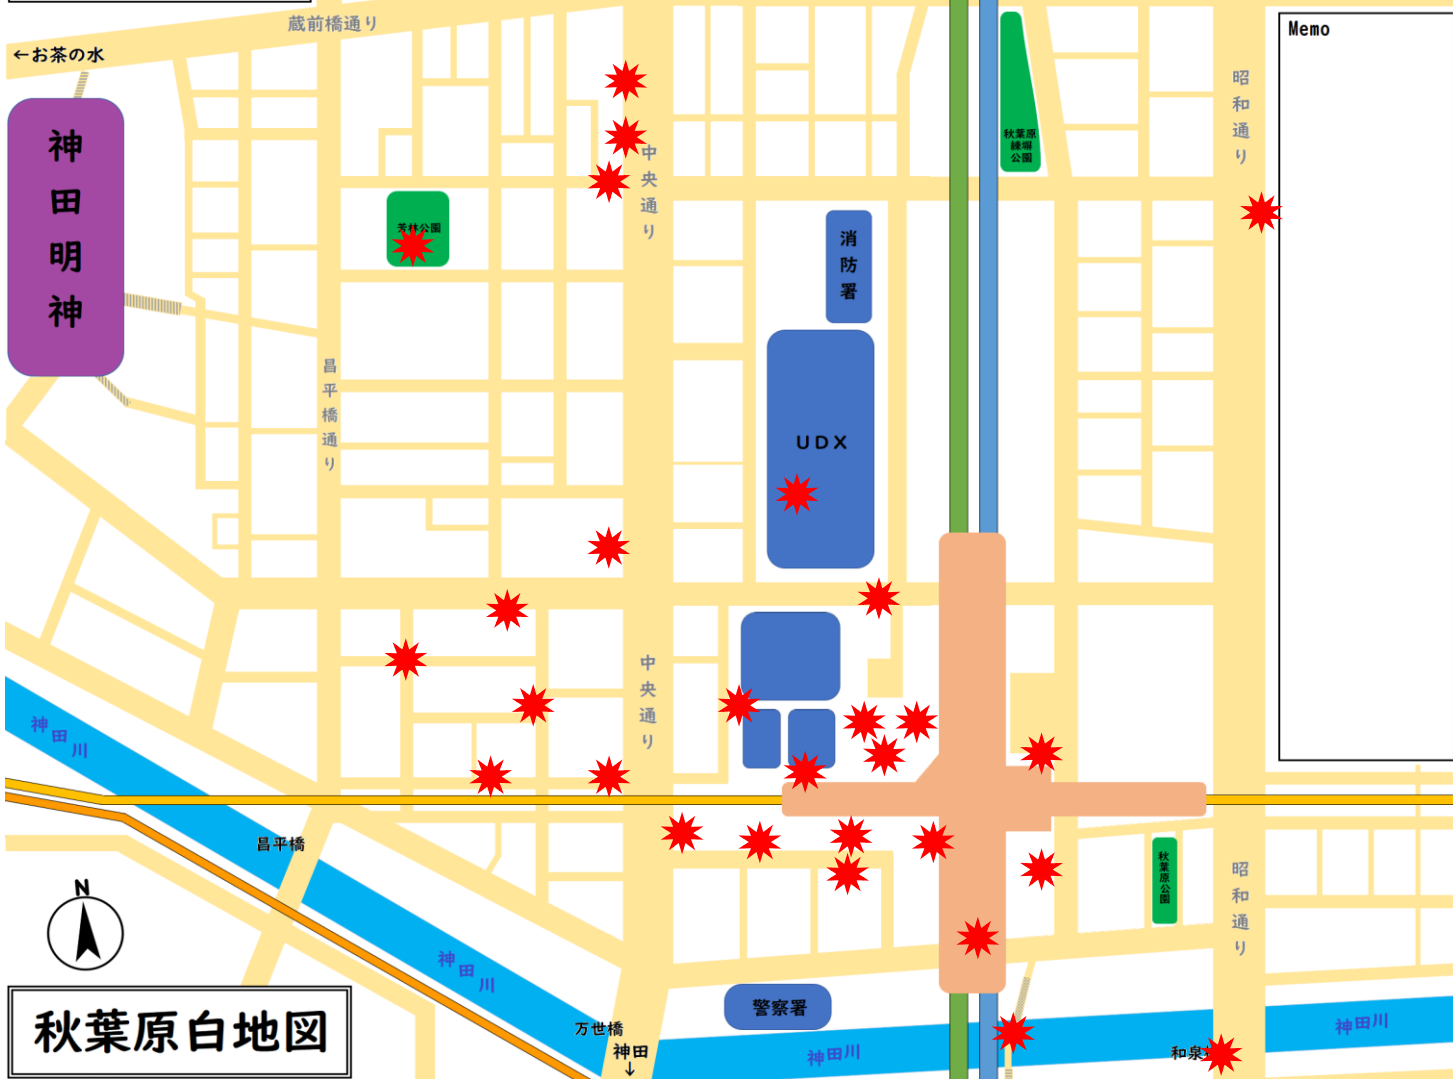 蔵前橋通り
←お茶の水
Memo
神田明神
昭和通り
秋葉原
練塀
公園
中央通り
芳林公園
消防署
昌平橋通り
UDX
中央通り
神田川
昌平橋
秋葉原公園
昭和通り
N
神田川
警察署
万世橋
神田
↓
神田川
神田川
和泉
秋葉原白地図